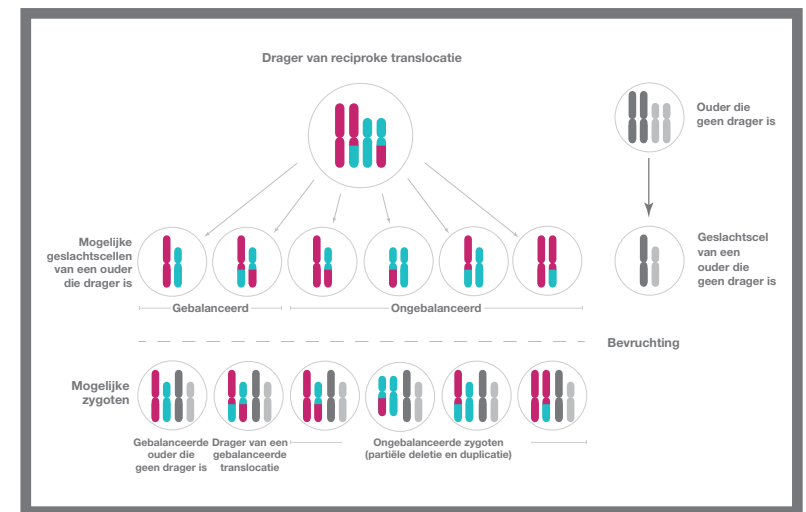 Drager van reciproke translocatie
Ouder die
geen drager is
Mogelijke
geslachtscellen
van een ouder
die drager is
Geslachtscel
van een
ouder die
geen drager is
Gebalanceerd
Ongebalanceerd
Bevruchting
Mogelijke
zygoten
Gebalanceerde
ouder die
geen drager is
Drager van een
gebalanceerde
translocatie
Ongebalanceerde zygoten
(partiële deletie en duplicatie)